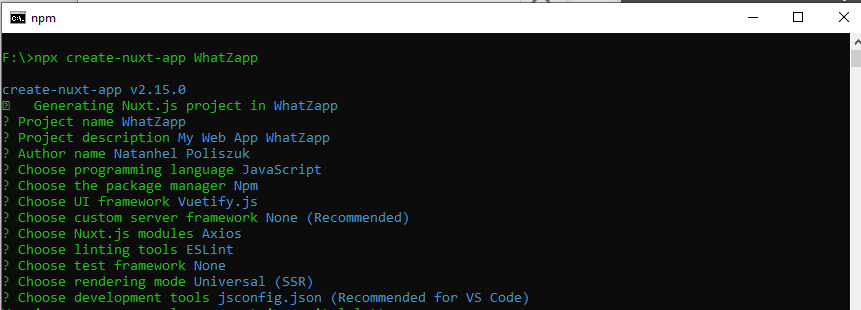 npm
F:\>npx create-nuxt-app WhatZapp
create-nuxt-app v2.15.0
Generating Nuxt.js project in WhatZapp
? Project name WhatZapp
? Project description My Web App WhatZapp
? Author name Natanhel Poliszuk
? Choose programming language JavaScript
? Choose the package manager Npm
? Choose UI framework Vuetify.js
? Choose custom server framework None (Recommended)
? Choose Nuxt.js modules Axios
? Choose linting tools ESLint
? Choose test framework None
? Choose rendering mode Universal (SSR)
? Choose development tools jsconfig.json (Recommended for VS Code)